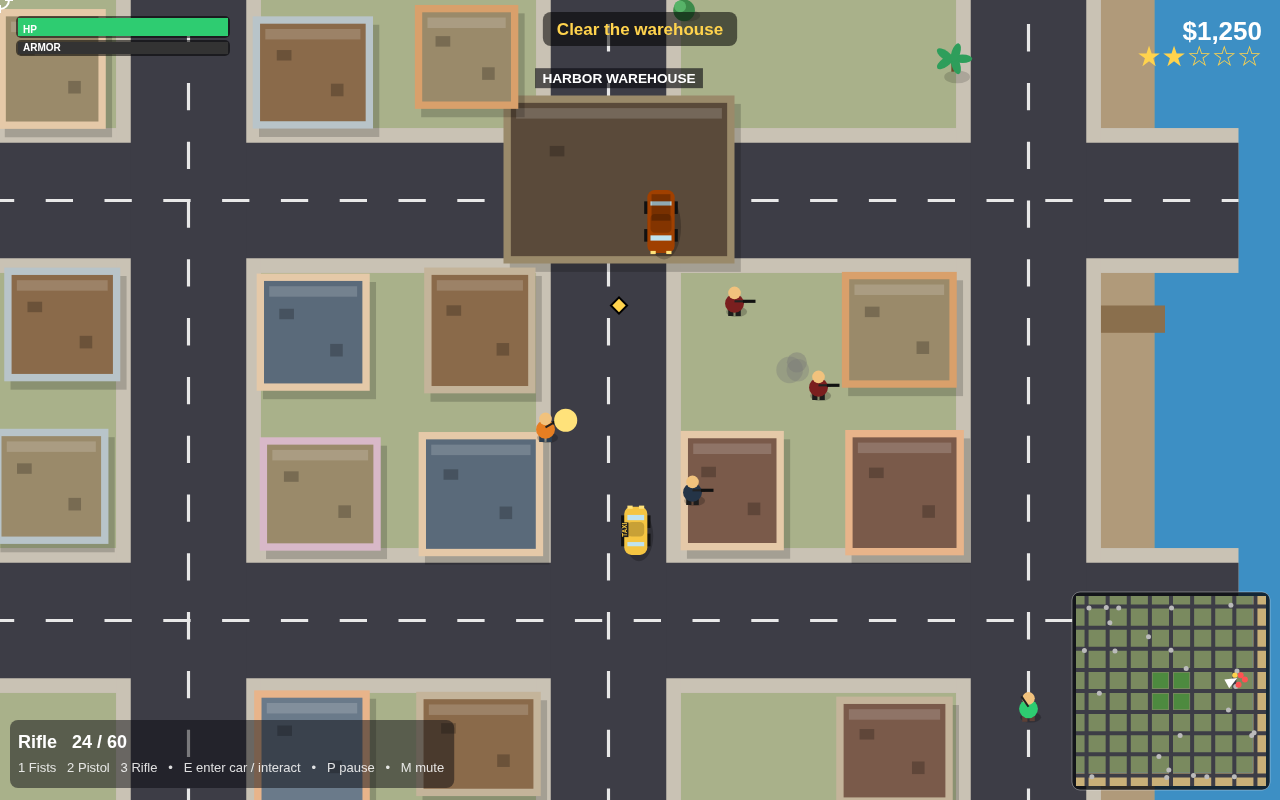 HP
ARMOR
Clear the warehouse
$1,250
★★☆☆☆
HARBOR WAREHOUSE
TAXI
Rifle 24 / 60
1 Fists 2 Pistol 3 Rifle • E enter car / interact • P pause • M mute